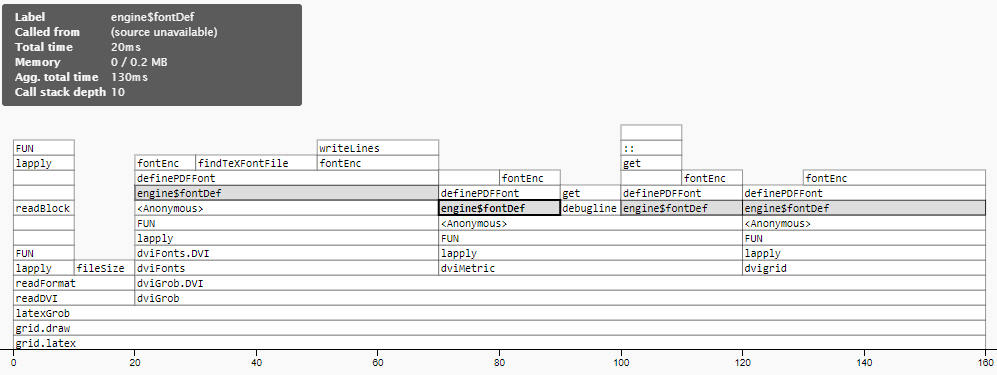 Label engine$fontDef
Called from (source unavailable)
Total time 20ms
Memory 0 / 0.2 MB
Agg. total time 130ms
Call stack depth 10
FUN writeLines ::
lapply fontEnc findTeXFontFile fontEnc get
definePDFFont fontEnc fontEnc fontEnc
engine$fontDef definePDFFont get definePDFFont definePDFFont
readBlock <Anonymous> engine$fontDef debugline engine$fontDef engine$fontDef
FUN <Anonymous> <Anonymous>
lapply FUN FUN
FUN dviFonts.DVI lapply lapply
lapply fileSize dviFonts dviMetric dvigrid
readFormat dviGrob.DVI
readDVI dviGrob
latexGrob
grid.draw
grid.latex
0 20 40 60 80 100 120 140 160